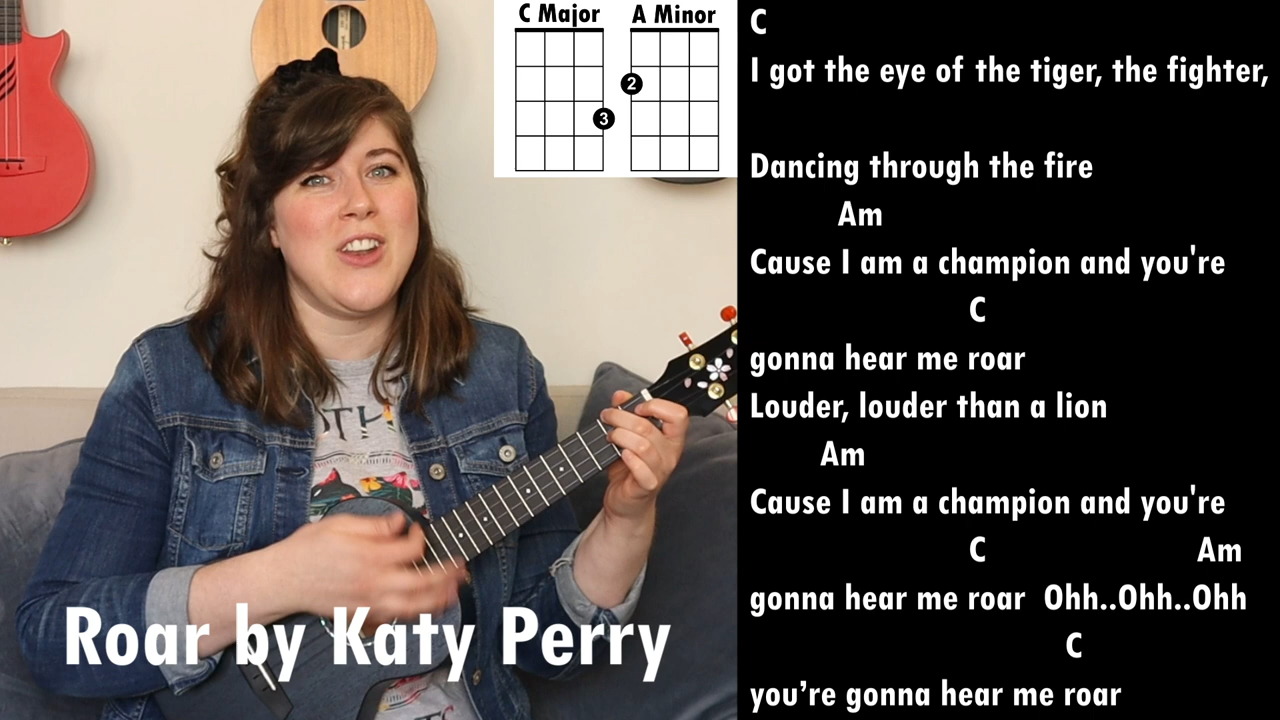 C Major A Minor
2
3
C
I got the eye of the tiger, the fighter,
Dancing through the fire
Am
Cause I am a champion and you're
C
gonna hear me roar
Louder, louder than a lion
Am
Cause I am a champion and you're
C Am
gonna hear me roar Ohh..Ohh..Ohh
C
you’re gonna hear me roar
Roar by Katy Perry